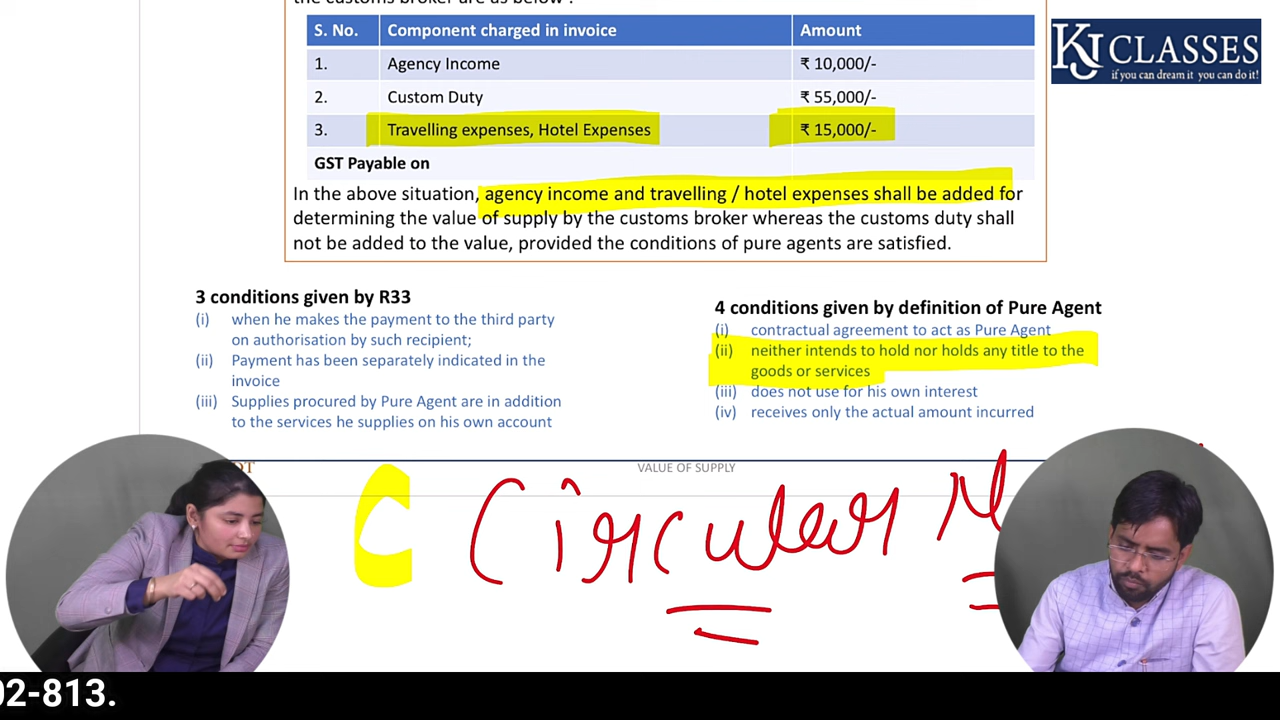 KJ CLASSES
if you can dream it you can do it!
S. No. Component charged in invoice Amount
1. Agency Income ₹ 10,000/-
2. Custom Duty ₹ 55,000/-
3. Travelling expenses, Hotel Expenses ₹ 15,000/-
GST Payable on
In the above situation, agency income and travelling / hotel expenses shall be added for
determining the value of supply by the customs broker whereas the customs duty shall
not be added to the value, provided the conditions of pure agents are satisfied.
3 conditions given by R33
(i) when he makes the payment to the third party
on authorisation by such recipient;
(ii) Payment has been separately indicated in the
invoice
(iii) Supplies procured by Pure Agent are in addition
to the services he supplies on his own account
4 conditions given by definition of Pure Agent
(i) contractual agreement to act as Pure Agent
(ii) neither intends to hold nor holds any title to the
goods or services
(iii) does not use for his own interest
(iv) receives only the actual amount incurred
VALUE OF SUPPLY
C Circular
02-813.